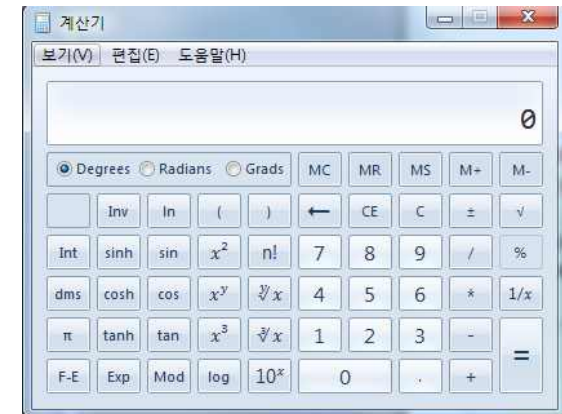 계산기
보기(V) 편집(E) 도움말(H)
0
Degrees Radians Grads MC MR MS M+ M-
Inv ln ( ) ← CE C ± √
Int sinh sin x² n! 7 8 9 / %
dms cosh cos xʸ ʸ√x 4 5 6 * 1/x
π tanh tan x³ ³√x 1 2 3 - =
F-E Exp Mod log 10ˣ 0 . +